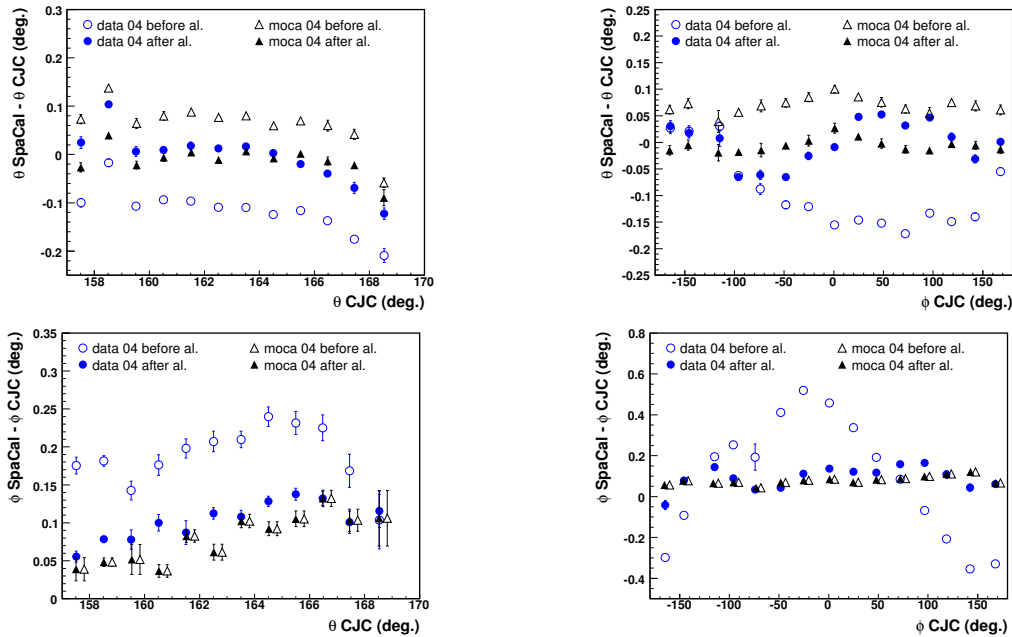 θ SpaCal - θ CJC (deg.)
data 04 before al.
moca 04 before al.
data 04 after al.
moca 04 after al.
0.3
0.2
0.1
0
-0.1
-0.2
158 160 162 164 166 168 170
θ CJC (deg.)
θ SpaCal - θ CJC (deg.)
data 04 before al.
moca 04 before al.
data 04 after al.
moca 04 after al.
0.25
0.2
0.15
0.1
0.05
-0
-0.05
-0.1
-0.15
-0.2
-0.25
-150 -100 -50 0 50 100 150
ϕ CJC (deg.)
ϕ SpaCal - ϕ CJC (deg.)
data 04 before al.
moca 04 before al.
data 04 after al.
moca 04 after al.
0.35
0.3
0.25
0.2
0.15
0.1
0.05
0
158 160 162 164 166 168 170
θ CJC (deg.)
ϕ SpaCal - ϕ CJC (deg.)
data 04 before al.
moca 04 before al.
data 04 after al.
moca 04 after al.
0.8
0.6
0.4
0.2
0
-0.2
-0.4
-150 -100 -50 0 50 100 150
ϕ CJC (deg.)